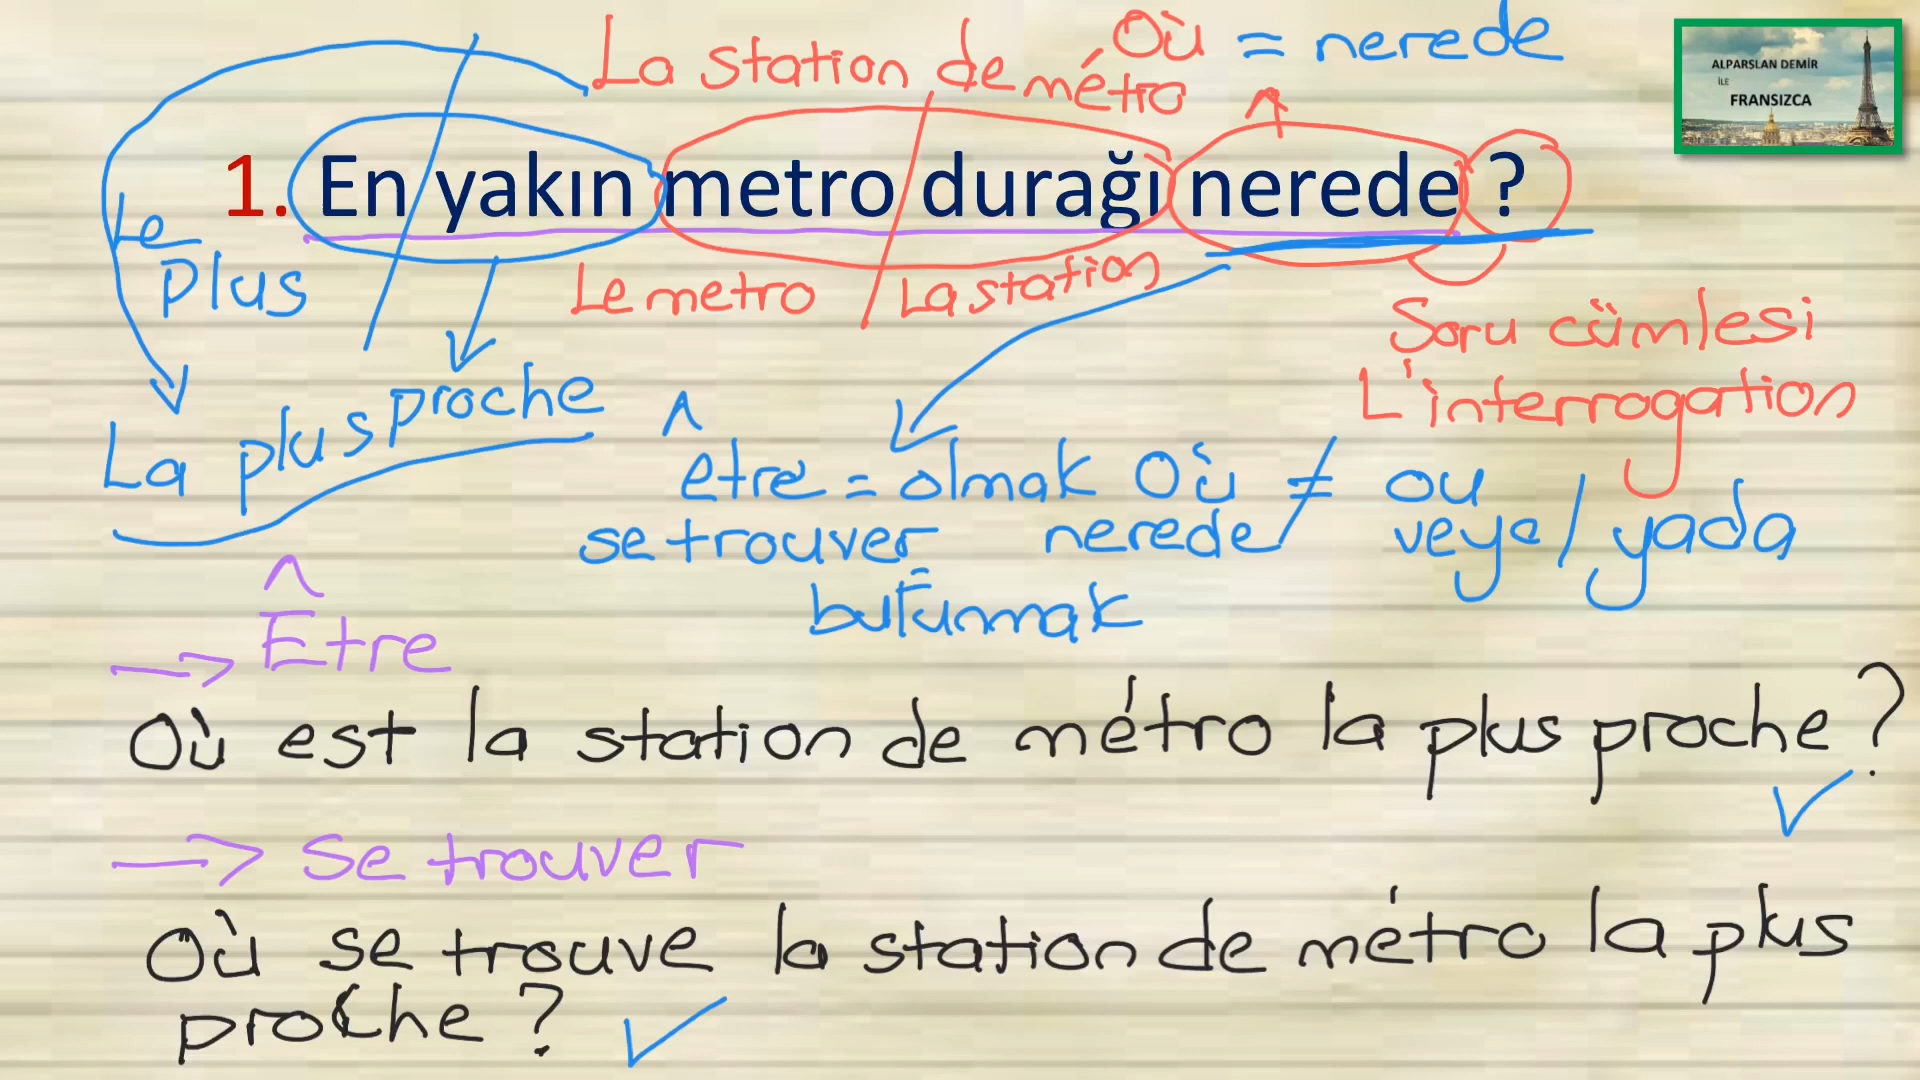 La station de métro
Où = nerede
ALPARSLAN DEMİR
İLE
FRANSIZCA
1. En yakın metro durağı nerede ?
Le
Plus
Le metro / La station
Soru cümlesi
L'interrogation
La plus proche
être = olmak
Où ≠ ou
se trouver
nerede / veye / yada
=
bulunmak
→ Être
Où est la station de métro la plus proche ?
→ se trouver
Où se trouve la station de métro la plus
proche ?